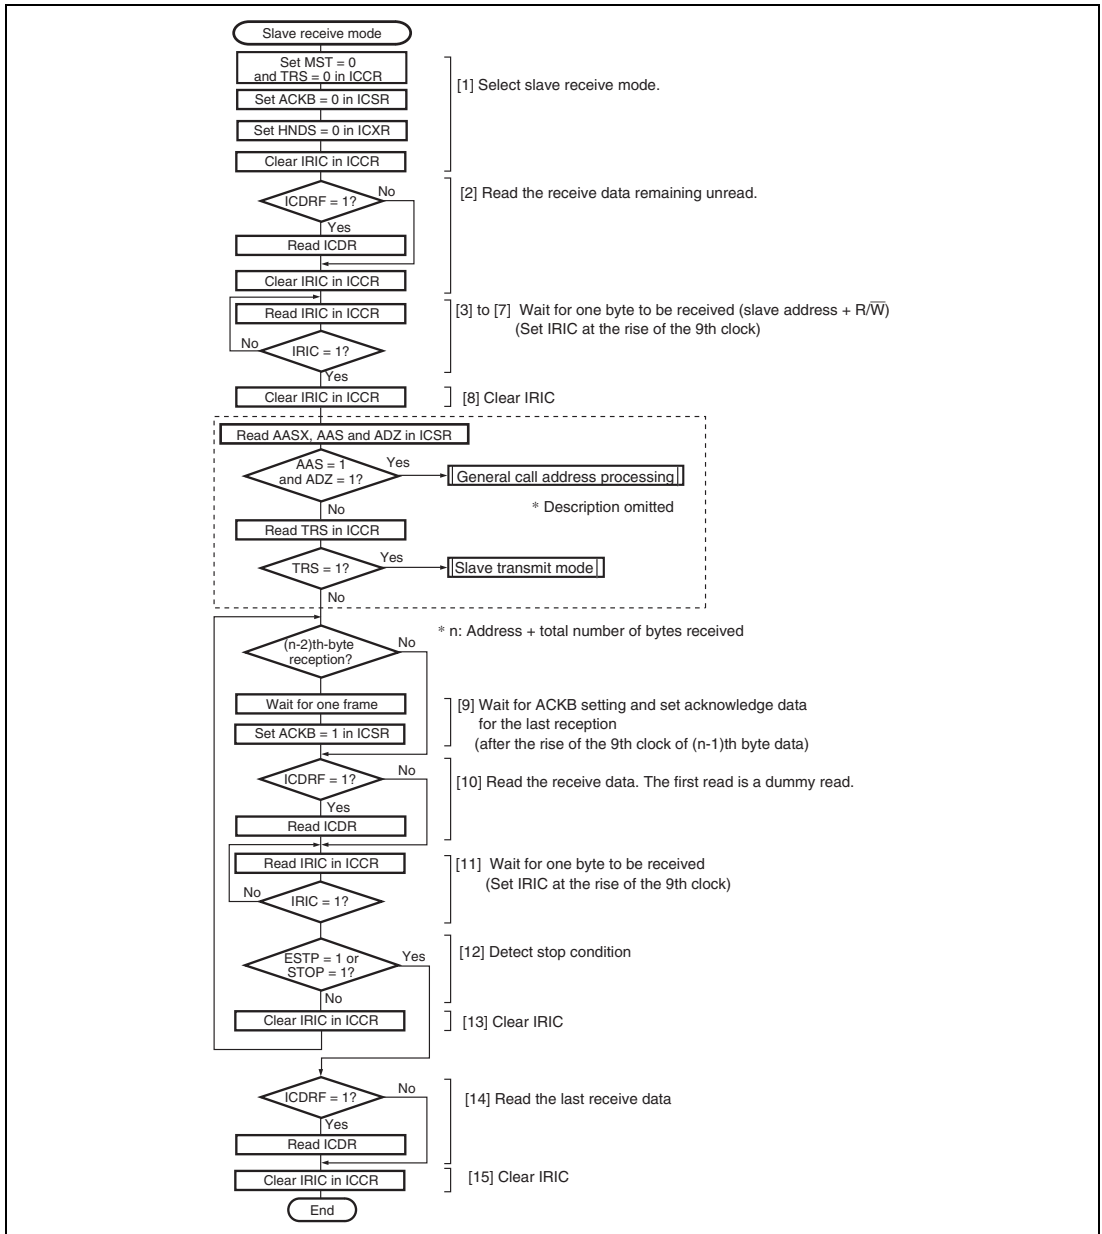 Slave receive mode
Set MST = 0
and TRS = 0 in ICCR
[1] Select slave receive mode.
Set ACKB = 0 in ICSR
Set HNDS = 0 in ICXR
Clear IRIC in ICCR
ICDRF = 1?
No
[2] Read the receive data remaining unread.
Yes
Read ICDR
Clear IRIC in ICCR
Read IRIC in ICCR
[3] to [7] Wait for one byte to be received (slave address + R/W̅)
(Set IRIC at the rise of the 9th clock)
No
IRIC = 1?
Yes
Clear IRIC in ICCR
[8] Clear IRIC
Read AASX, AAS and ADZ in ICSR
AAS = 1
and ADZ = 1?
Yes
General call address processing
* Description omitted
No
Read TRS in ICCR
TRS = 1?
Yes
Slave transmit mode
No
* n: Address + total number of bytes received
(n-2)th-byte
reception?
No
Wait for one frame
[9] Wait for ACKB setting and set acknowledge data
for the last reception
(after the rise of the 9th clock of (n-1)th byte data)
Set ACKB = 1 in ICSR
ICDRF = 1?
No
[10] Read the receive data. The first read is a dummy read.
Yes
Read ICDR
Read IRIC in ICCR
[11] Wait for one byte to be received
(Set IRIC at the rise of the 9th clock)
No
IRIC = 1?
ESTP = 1 or
STOP = 1?
Yes
[12] Detect stop condition
No
Clear IRIC in ICCR
[13] Clear IRIC
ICDRF = 1?
No
[14] Read the last receive data
Yes
Read ICDR
Clear IRIC in ICCR
[15] Clear IRIC
End